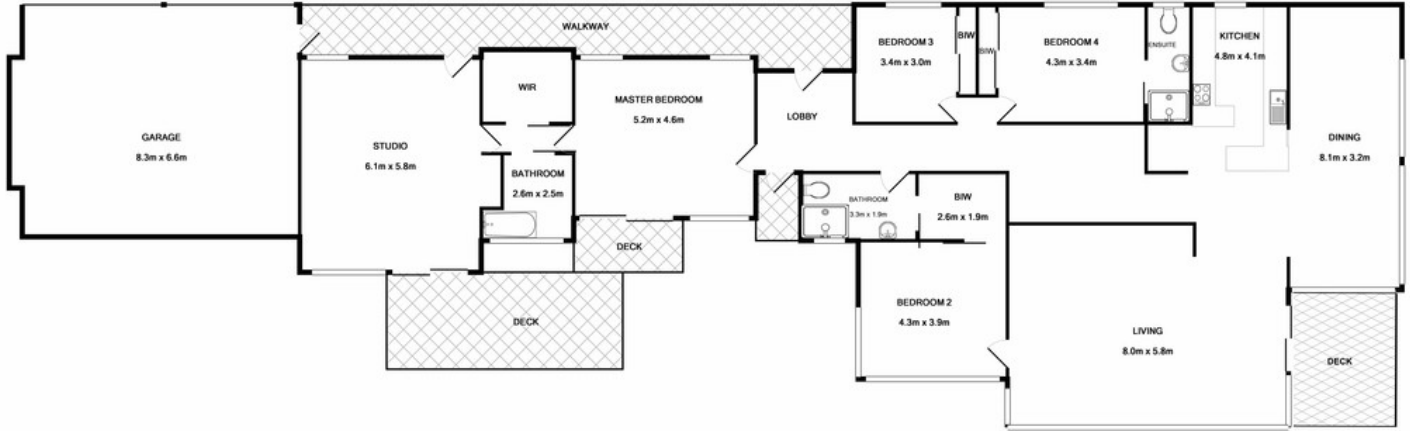 WALKWAY
GARAGE
8.3m x 6.6m
STUDIO
6.1m x 5.8m
WIR
BATHROOM
2.6m x 2.5m
MASTER BEDROOM
5.2m x 4.6m
DECK
DECK
LOBBY
BEDROOM 3
3.4m x 3.0m
BIW
BIW
BEDROOM 4
4.3m x 3.4m
ENSUITE
KITCHEN
4.8m x 4.1m
DINING
8.1m x 3.2m
BATHROOM
3.3m x 1.9m
BIW
2.6m x 1.9m
BEDROOM 2
4.3m x 3.9m
LIVING
8.0m x 5.8m
DECK